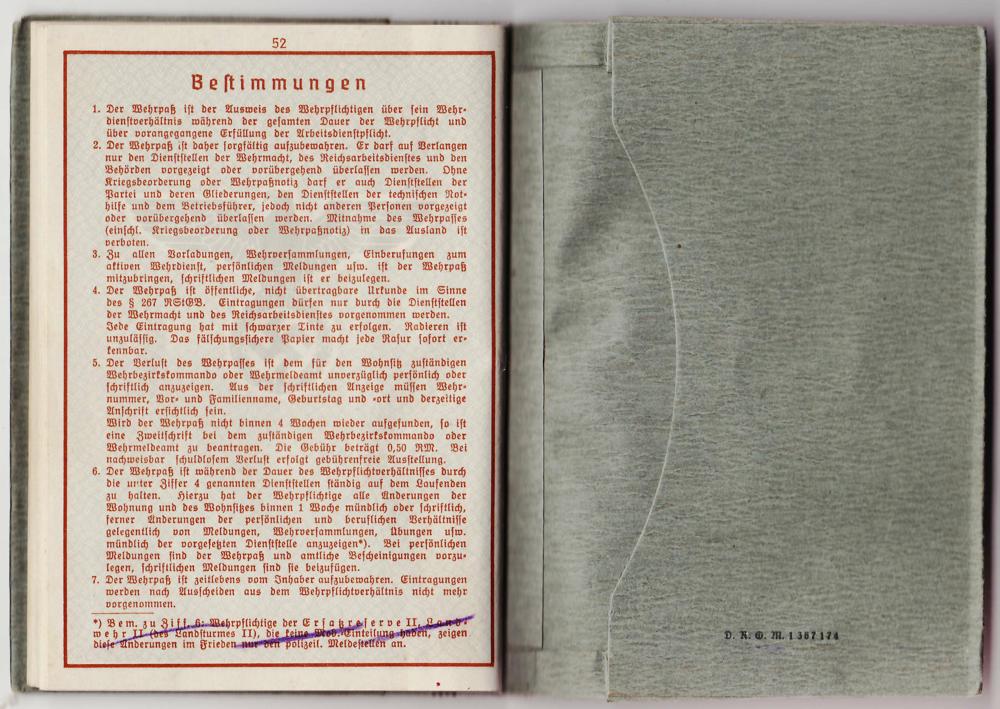 52
Bestimmungen
1. Der Wehrpaß ist der Ausweis des Wehrpflichtigen über sein Wehr-
dienstverhältnis während der gesamten Dauer der Wehrpflicht und
über vorangegangene Erfüllung der Arbeitsdienstpflicht.
2. Der Wehrpaß ist daher sorgfältig aufzubewahren. Er darf auf Verlangen
nur den Dienststellen der Wehrmacht, des Reichsarbeitsdienstes und den
Behörden vorgezeigt oder vorübergehend überlassen werden. Ohne
Kriegsbeorderung oder Wehrpaßnotiz darf er auch Dienststellen der
Partei und deren Gliederungen, den Dienststellen der technischen Not-
hilfe und dem Betriebsführer, jedoch nicht anderen Personen vorgezeigt
oder vorübergehend überlassen werden. Mitnahme des Wehrpasses
(einschl. Kriegsbeorderung oder Wehrpaßnotiz) in das Ausland ist
verboten.
3. Zu allen Vorladungen, Wehrversammlungen, Einberufungen zum
aktiven Wehrdienst, persönlichen Meldungen usw. ist der Wehrpaß
mitzubringen, schriftlichen Meldungen ist er beizulegen.
4. Der Wehrpaß ist öffentliche, nicht übertragbare Urkunde im Sinne
des § 267 RStGB. Eintragungen dürfen nur durch die Dienststellen
der Wehrmacht und des Reichsarbeitsdienstes vorgenommen werden.
Jede Eintragung hat mit schwarzer Tinte zu erfolgen. Radieren ist
unzulässig. Das fälschungssichere Papier macht jede Rasur sofort er-
kennbar.
5. Der Verlust des Wehrpasses ist dem für den Wohnsitz zuständigen
Wehrbezirkskommando oder Wehrmeldeamt unverzüglich persönlich oder
schriftlich anzuzeigen. Aus der schriftlichen Anzeige müssen Wehr-
nummer, Vor- und Familienname, Geburtstag und -ort und derzeitige
Anschrift ersichtlich sein.
Wird der Wehrpaß nicht binnen 4 Wochen wieder aufgefunden, so ist
eine Zweitschrift bei dem zuständigen Wehrbezirkskommando oder
Wehrmeldeamt zu beantragen. Die Gebühr beträgt 0,50 RM. Bei
nachweisbar schuldlosem Verlust erfolgt gebührenfreie Ausstellung.
6. Der Wehrpaß ist während der Dauer des Wehrpflichtverhältnisses durch
die unter Ziffer 4 genannten Dienststellen ständig auf dem Laufenden
zu halten. Hierzu hat der Wehrpflichtige alle Änderungen der
Wohnung und des Wohnsitzes binnen 1 Woche mündlich oder schriftlich,
ferner Änderungen der persönlichen und beruflichen Verhältnisse
gelegentlich von Meldungen, Wehrversammlungen, Übungen usw.
mündlich der vorgesetzten Dienststelle anzuzeigen*). Bei persönlichen
Meldungen sind der Wehrpaß und amtliche Bescheinigungen vorzu-
legen, schriftlichen Meldungen sind sie beizufügen.
7. Der Wehrpaß ist zeitlebens vom Inhaber aufzubewahren. Eintragungen
werden nach Ausscheiden aus dem Wehrpflichtverhältnis nicht mehr
vorgenommen.
*) Bem. zu Ziff. 6: Wehrpflichtige der Ersatzreserve II, Land-
wehr II (des Landsturmes II), die keine Mob.-Einteilung haben, zeigen
diese Änderungen im Frieden nur den polizeil. Meldestellen an.
D. R. G. M. 1 367 174